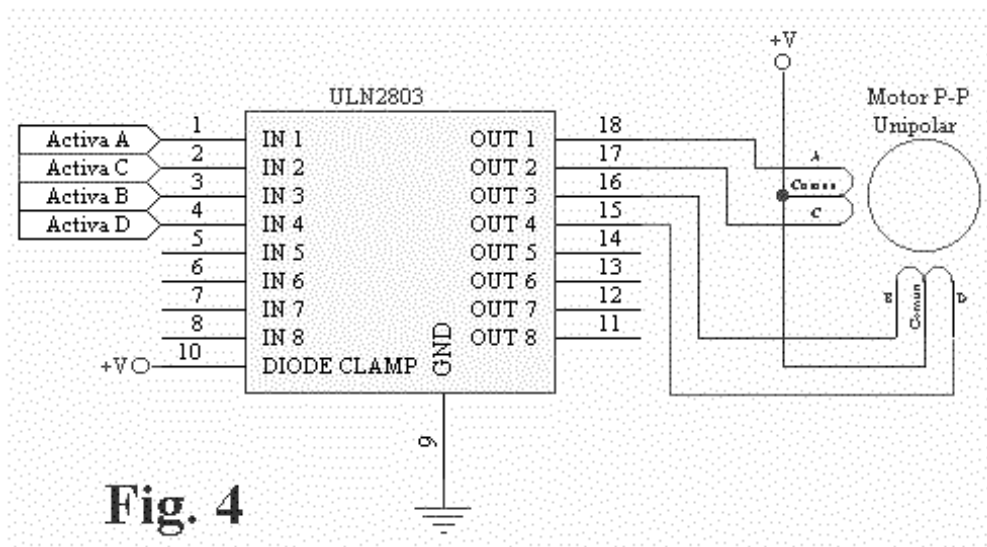 +V
ULN2803
Motor P-P
Unipolar
Activa A
Activa C
Activa B
Activa D
1
2
3
4
5
6
7
8
10
IN 1
IN 2
IN 3
IN 4
IN 5
IN 6
IN 7
IN 8
DIODE CLAMP
GND
OUT 1
OUT 2
OUT 3
OUT 4
OUT 5
OUT 6
OUT 7
OUT 8
18
17
16
15
14
13
12
11
A
Comun
C
B
Comun
D
+V
9
Fig. 4